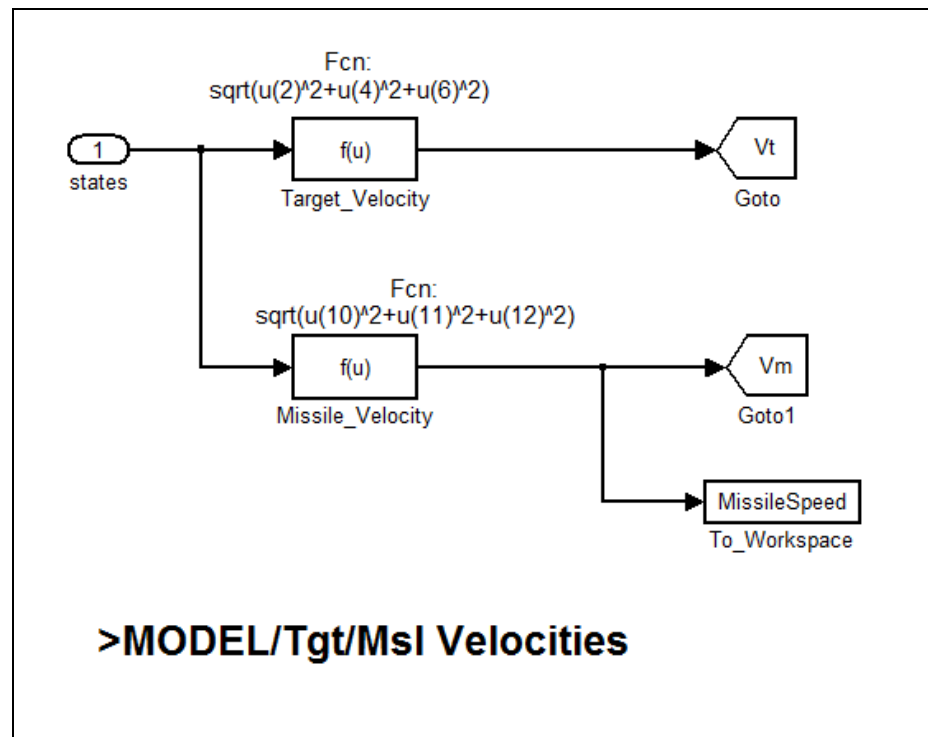 Fcn:
sqrt(u(2)^2+u(4)^2+u(6)^2)
1
f(u)
Vt
states
Target_Velocity
Goto
Fcn:
sqrt(u(10)^2+u(11)^2+u(12)^2)
f(u)
Vm
Missile_Velocity
Goto1
MissileSpeed
To_Workspace
>MODEL/Tgt/Msl Velocities